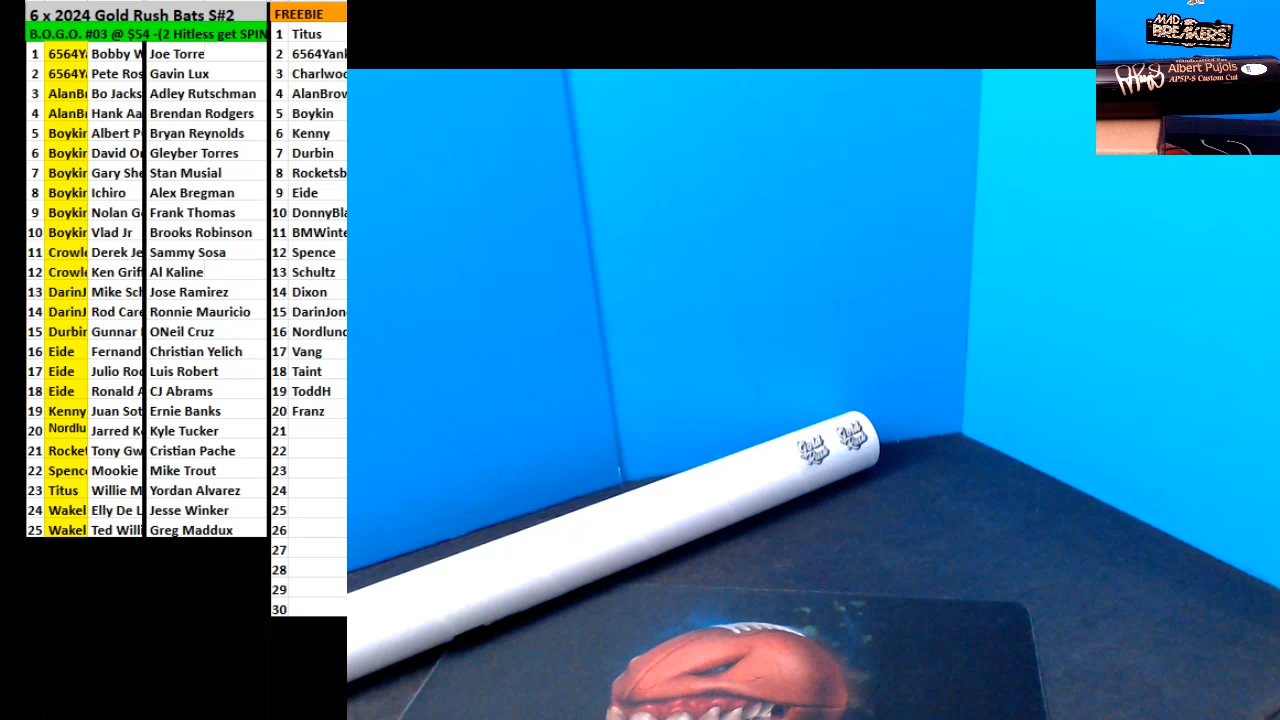 6 x 2024 Gold Rush Bats S#2
B.O.G.O. #03 @ $54 -(2 Hitless get SPIN
1 6564Y Bobby W Joe Torre
2 6564Y Pete Ros Gavin Lux
3 AlanB Bo Jacks Adley Rutschman
4 AlanB Hank Aa Brendan Rodgers
5 Boykin Albert P Bryan Reynolds
6 Boykin David O Gleyber Torres
7 Boykin Gary She Stan Musial
8 Boykin Ichiro Alex Bregman
9 Boykin Nolan G Frank Thomas
10 Boykin Vlad Jr Brooks Robinson
11 Crowle Derek Je Sammy Sosa
12 Crowle Ken Grif Al Kaline
13 DarinJ Mike Sch Jose Ramirez
14 DarinJ Rod Care Ronnie Mauricio
15 Durbin Gunnar ONeil Cruz
16 Eide Fernand Christian Yelich
17 Eide Julio Ro Luis Robert
18 Eide Ronald A CJ Abrams
19 Kenny Juan Sot Ernie Banks
20 Nordlu Jarred K Kyle Tucker
21 Rocket Tony Gw Cristian Pache
22 Spenc Mookie Mike Trout
23 Titus Willie M Yordan Alvarez
24 Wakel Elly De L Jesse Winker
25 Wakel Ted Willi Greg Maddux
FREEBIE
1 Titus
2 6564Yank
3 Charlwoo
4 AlanBrow
5 Boykin
6 Kenny
7 Durbin
8 Rocketsb
9 Eide
10 DonnyBla
11 BMWinte
12 Spence
13 Schultz
14 Dixon
15 DarinJon
16 Nordlund
17 Vang
18 Taint
19 ToddH
20 Franz
21
22
23
24
25
26
27
28
29
30
MAD
BREAKERS
Albert Pujols
AP5P-S Custom Cut
Gold Rush
Gold Rush